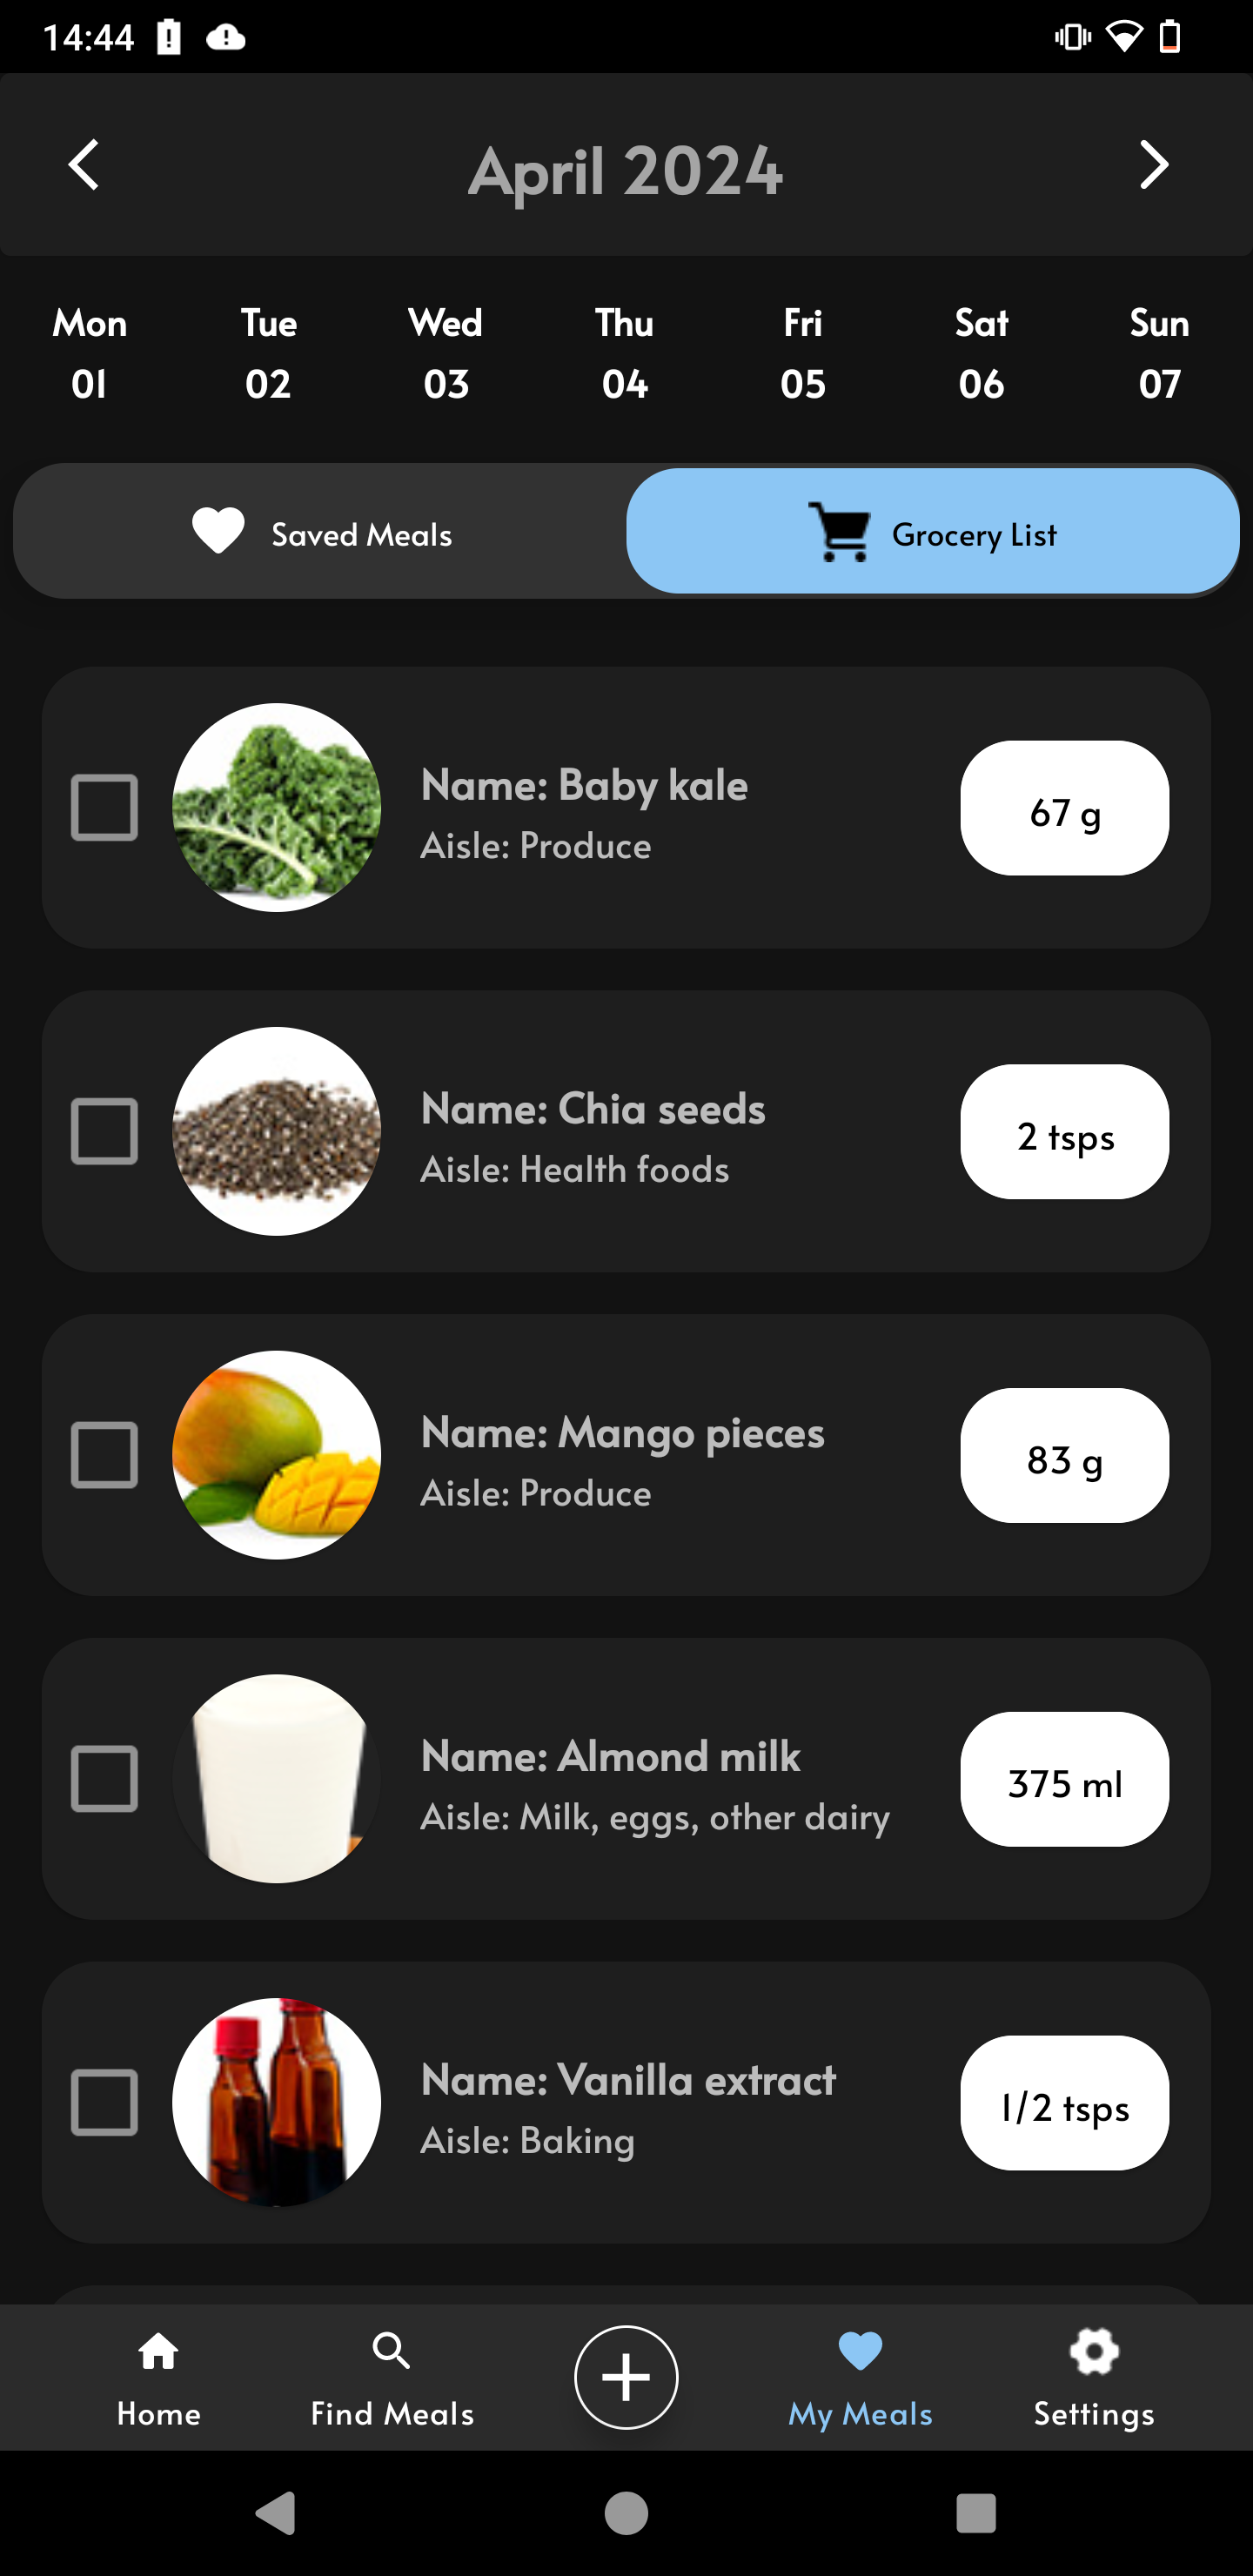 14:44
April 2024
Mon Tue Wed Thu Fri Sat Sun
01 02 03 04 05 06 07
Saved Meals Grocery List
Name: Baby kale
Aisle: Produce
67 g
Name: Chia seeds
Aisle: Health foods
2 tsps
Name: Mango pieces
Aisle: Produce
83 g
Name: Almond milk
Aisle: Milk, eggs, other dairy
375 ml
Name: Vanilla extract
Aisle: Baking
1/2 tsps
Home Find Meals My Meals Settings